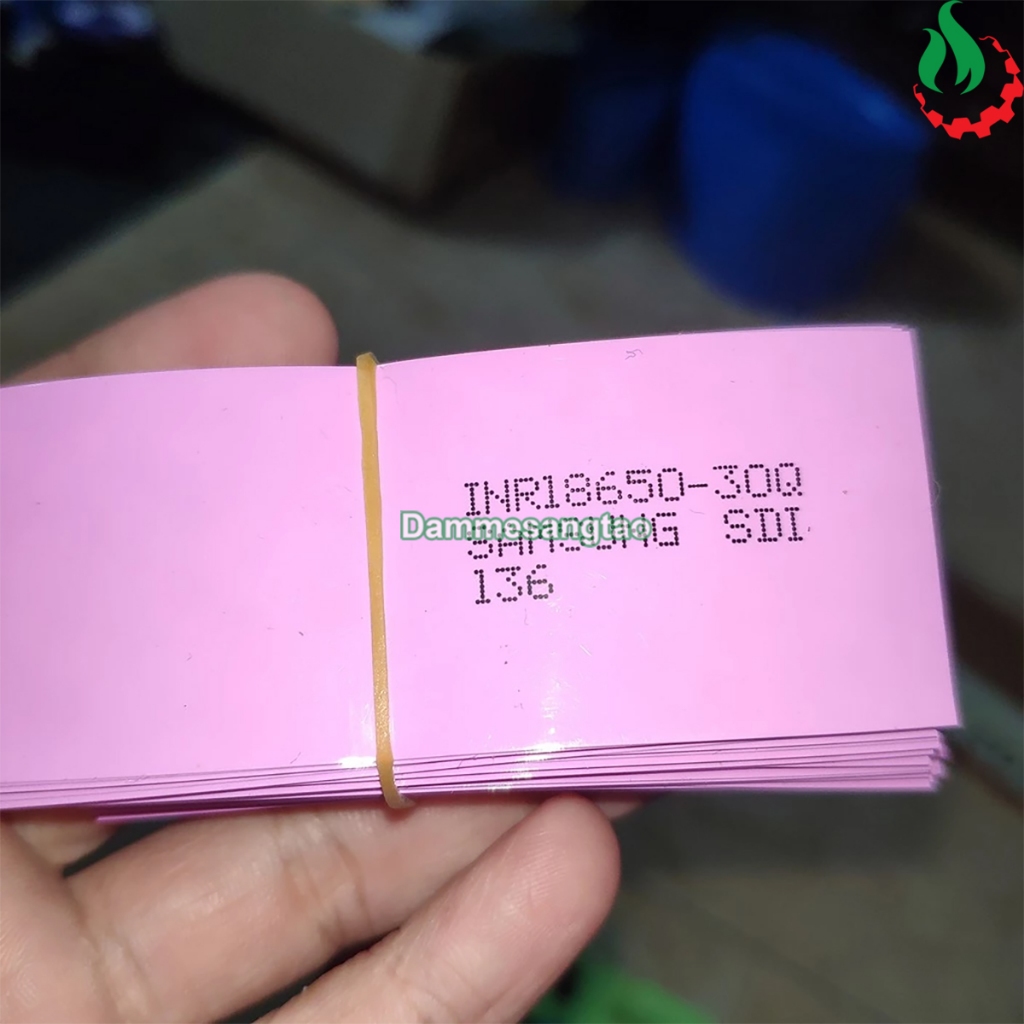 INR18650-30Q
SAMSUNG SDI
136
Dammesangtao